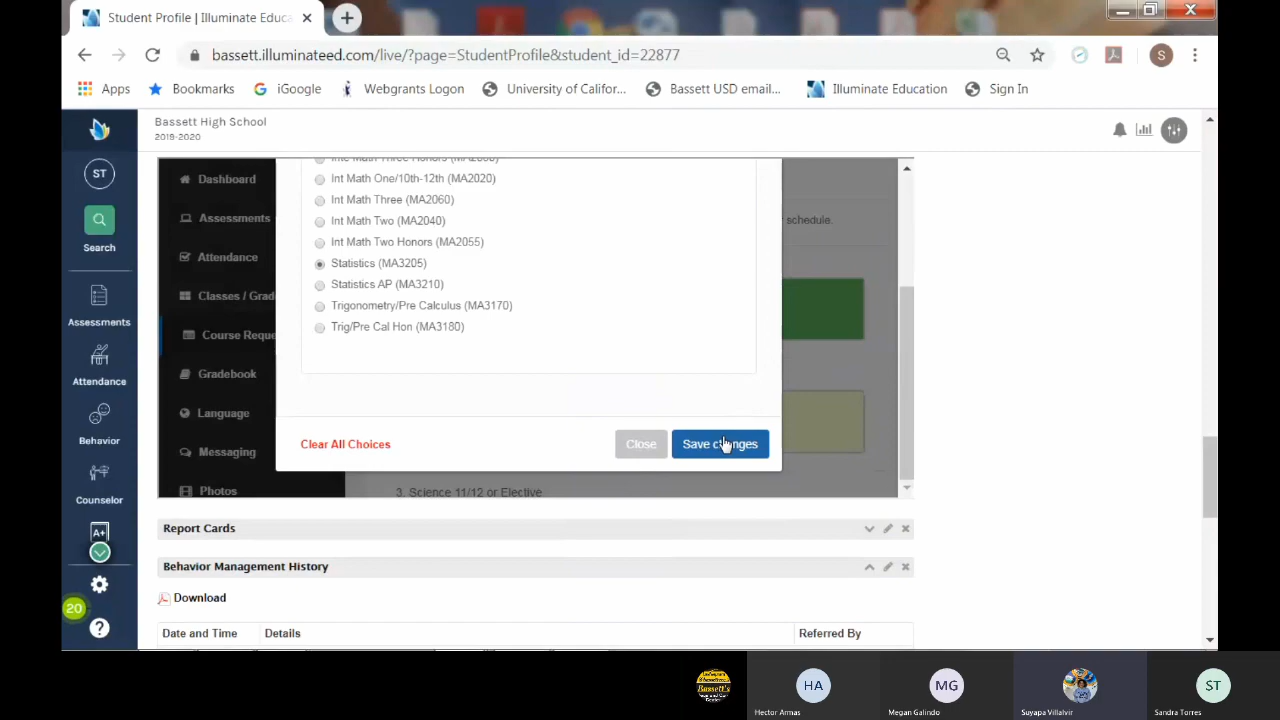 Student Profile | Illuminate Educa
bassett.illuminateed.com/live/?page=StudentProfile&student_id=22877
S
Apps
Bookmarks
iGoogle
Webgrants Logon
University of Califor...
Bassett USD email...
Illuminate Education
Sign In
Bassett High School
2019-2020
ST
Search
Assessments
Attendance
Behavior
Counselor
A+
20
?
Dashboard
Assessments
Attendance
Classes / Grad
Course Reque
Gradebook
Language
Messaging
Photos
Int Math One/10th-12th (MA2020)
Int Math Three (MA2060)
Int Math Two (MA2040)
Int Math Two Honors (MA2055)
Statistics (MA3205)
Statistics AP (MA3210)
Trigonometry/Pre Calculus (MA3170)
Trig/Pre Cal Hon (MA3180)
schedule.
Clear All Choices
Close
Save changes
3. Science 11/12 or Elective
Report Cards
Behavior Management History
Download
Date and Time
Details
Referred By
Bassett's
HA
MG
ST
Hector Armas
Megan Galindo
Suyapa Villalvir
Sandra Torres